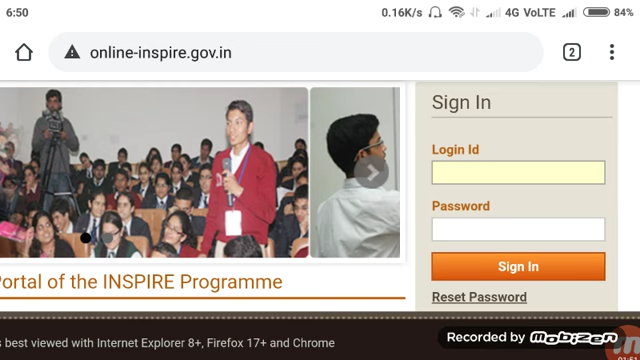 6:50
0.16K/s
4G VoLTE
84%
online-inspire.gov.in
2
Sign In
Login Id
Password
Sign In
Reset Password
Portal of the INSPIRE Programme
s best viewed with Internet Explorer 8+, Firefox 17+ and Chrome
Recorded by mobizen
01:51